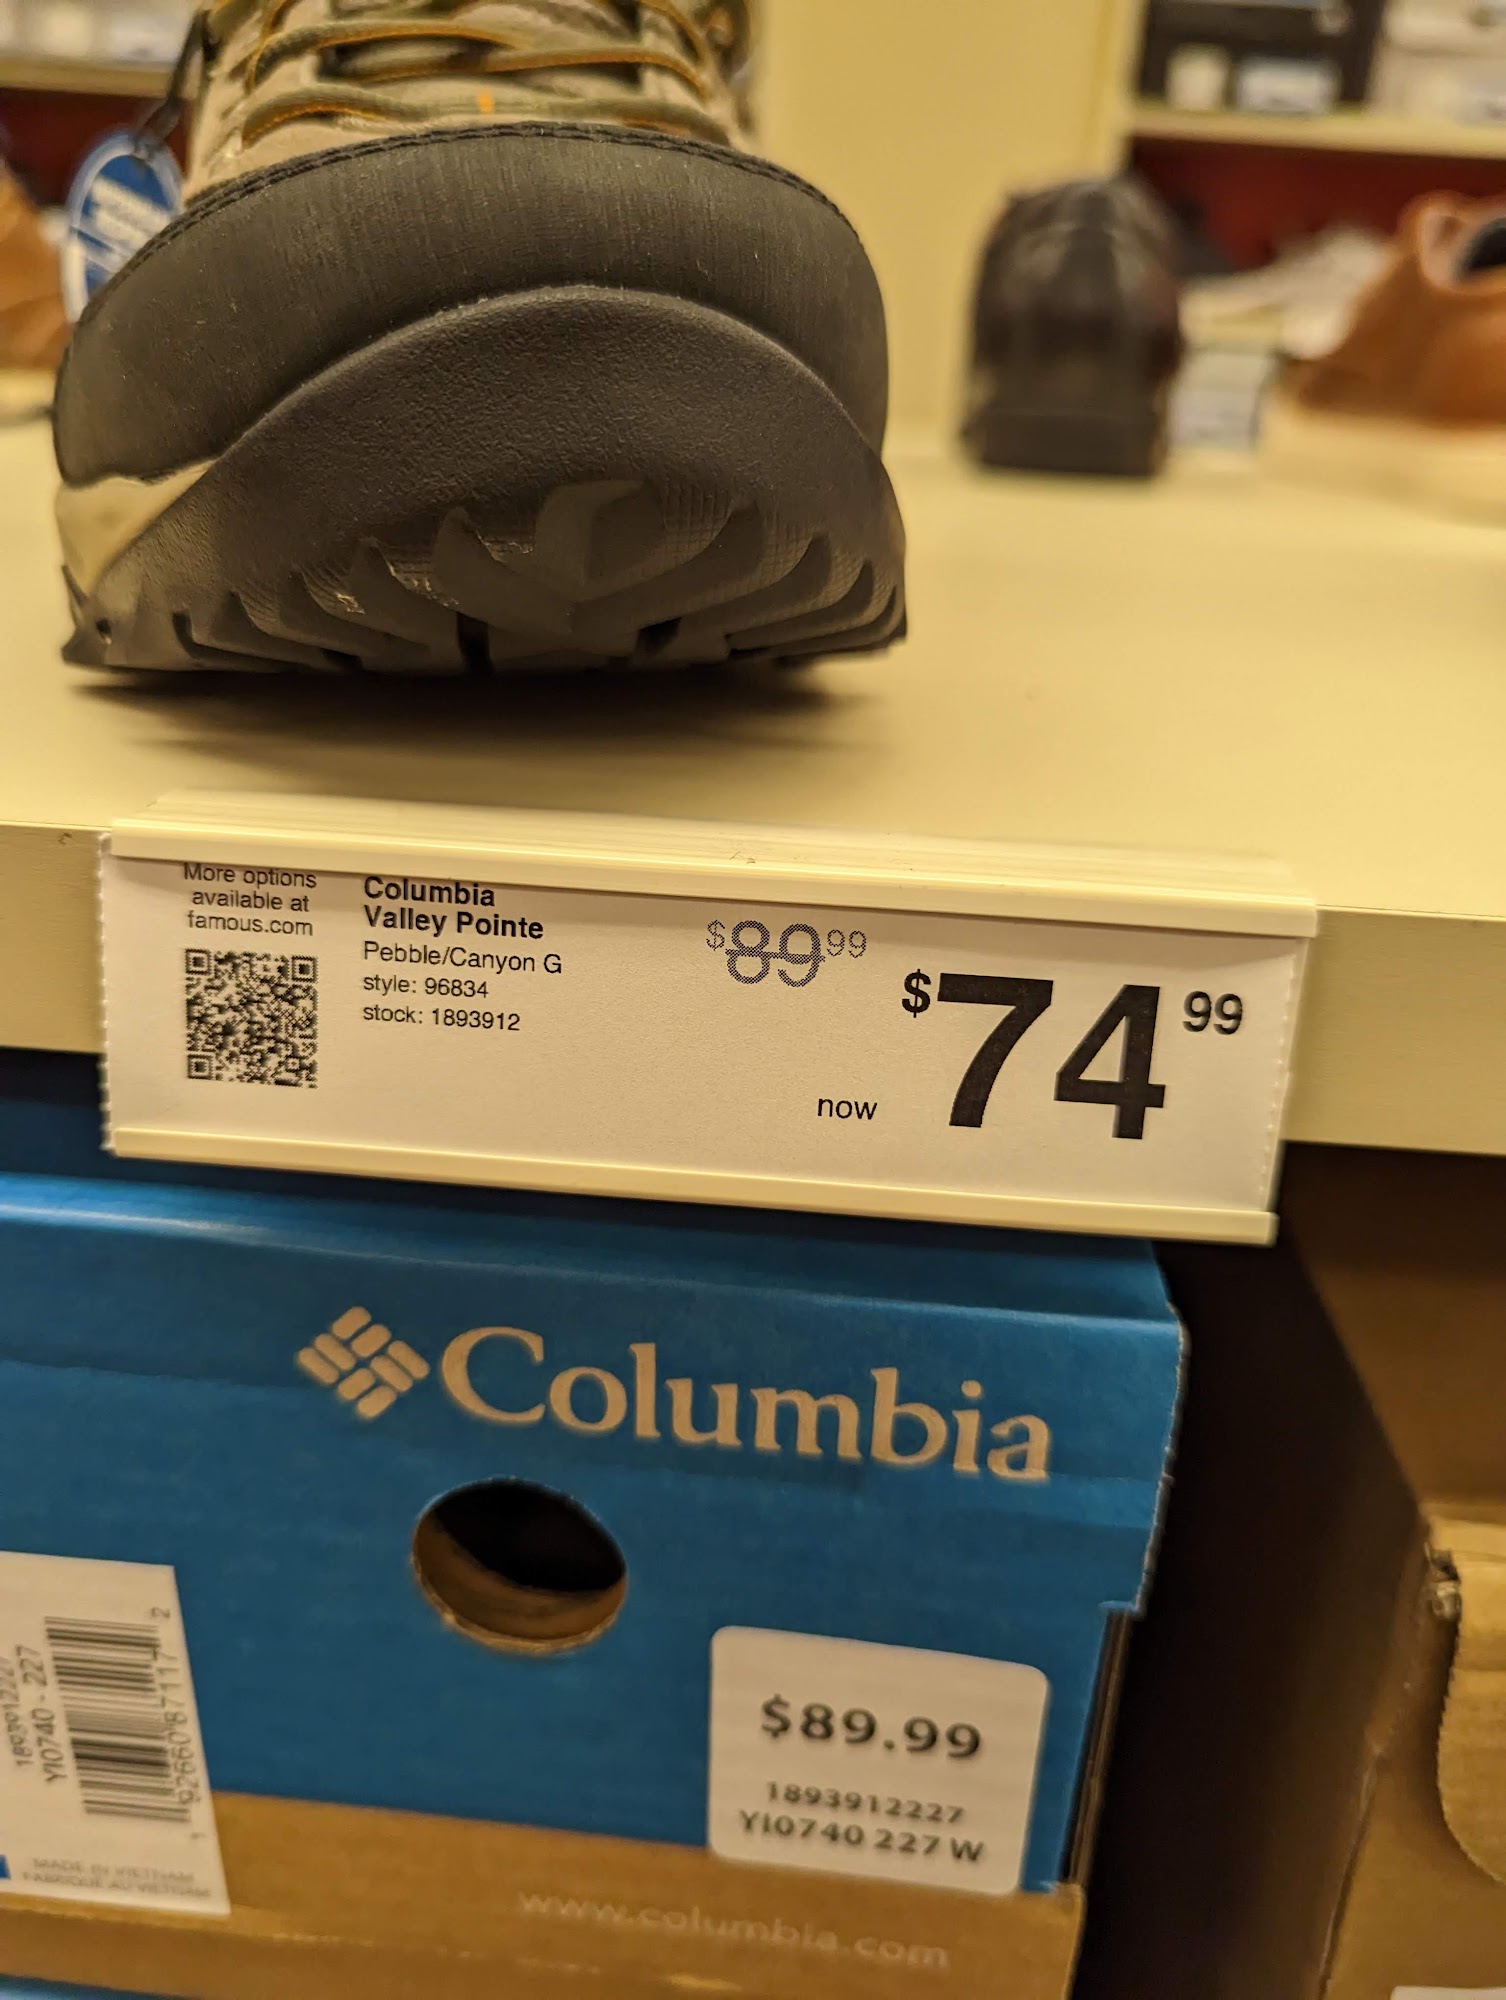 More options
available at
famous.com
Columbia
Valley Pointe
Pebble/Canyon G
style: 96834
stock: 1893912
$89.99
now
$74.99
Columbia
$89.99
1893912227
YI0740 227 W
1893912227
YI0740 - 227
MADE IN VIETNAM
FABRIQUÉ AU VIETNAM
www.columbia.com